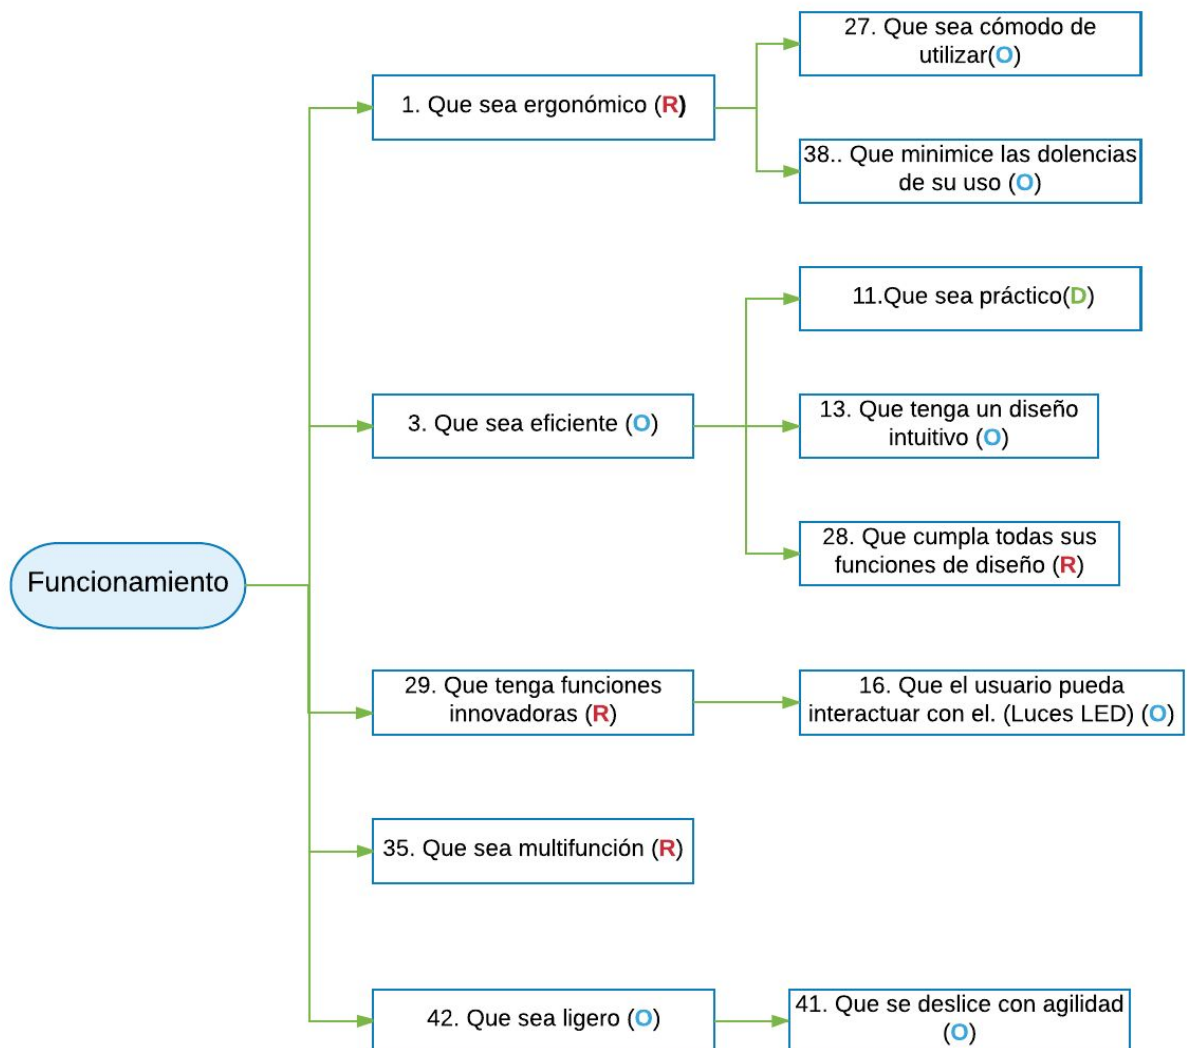 27. Que sea cómodo de
utilizar(O)
1. Que sea ergonómico (R)
38.. Que minimice las dolencias
de su uso (O)
11.Que sea práctico(D)
3. Que sea eficiente (O)
13. Que tenga un diseño
intuitivo (O)
28. Que cumpla todas sus
funciones de diseño (R)
Funcionamiento
29. Que tenga funciones
innovadoras (R)
16. Que el usuario pueda
interactuar con el. (Luces LED) (O)
35. Que sea multifunción (R)
42. Que sea ligero (O)
41. Que se deslice con agilidad
(O)